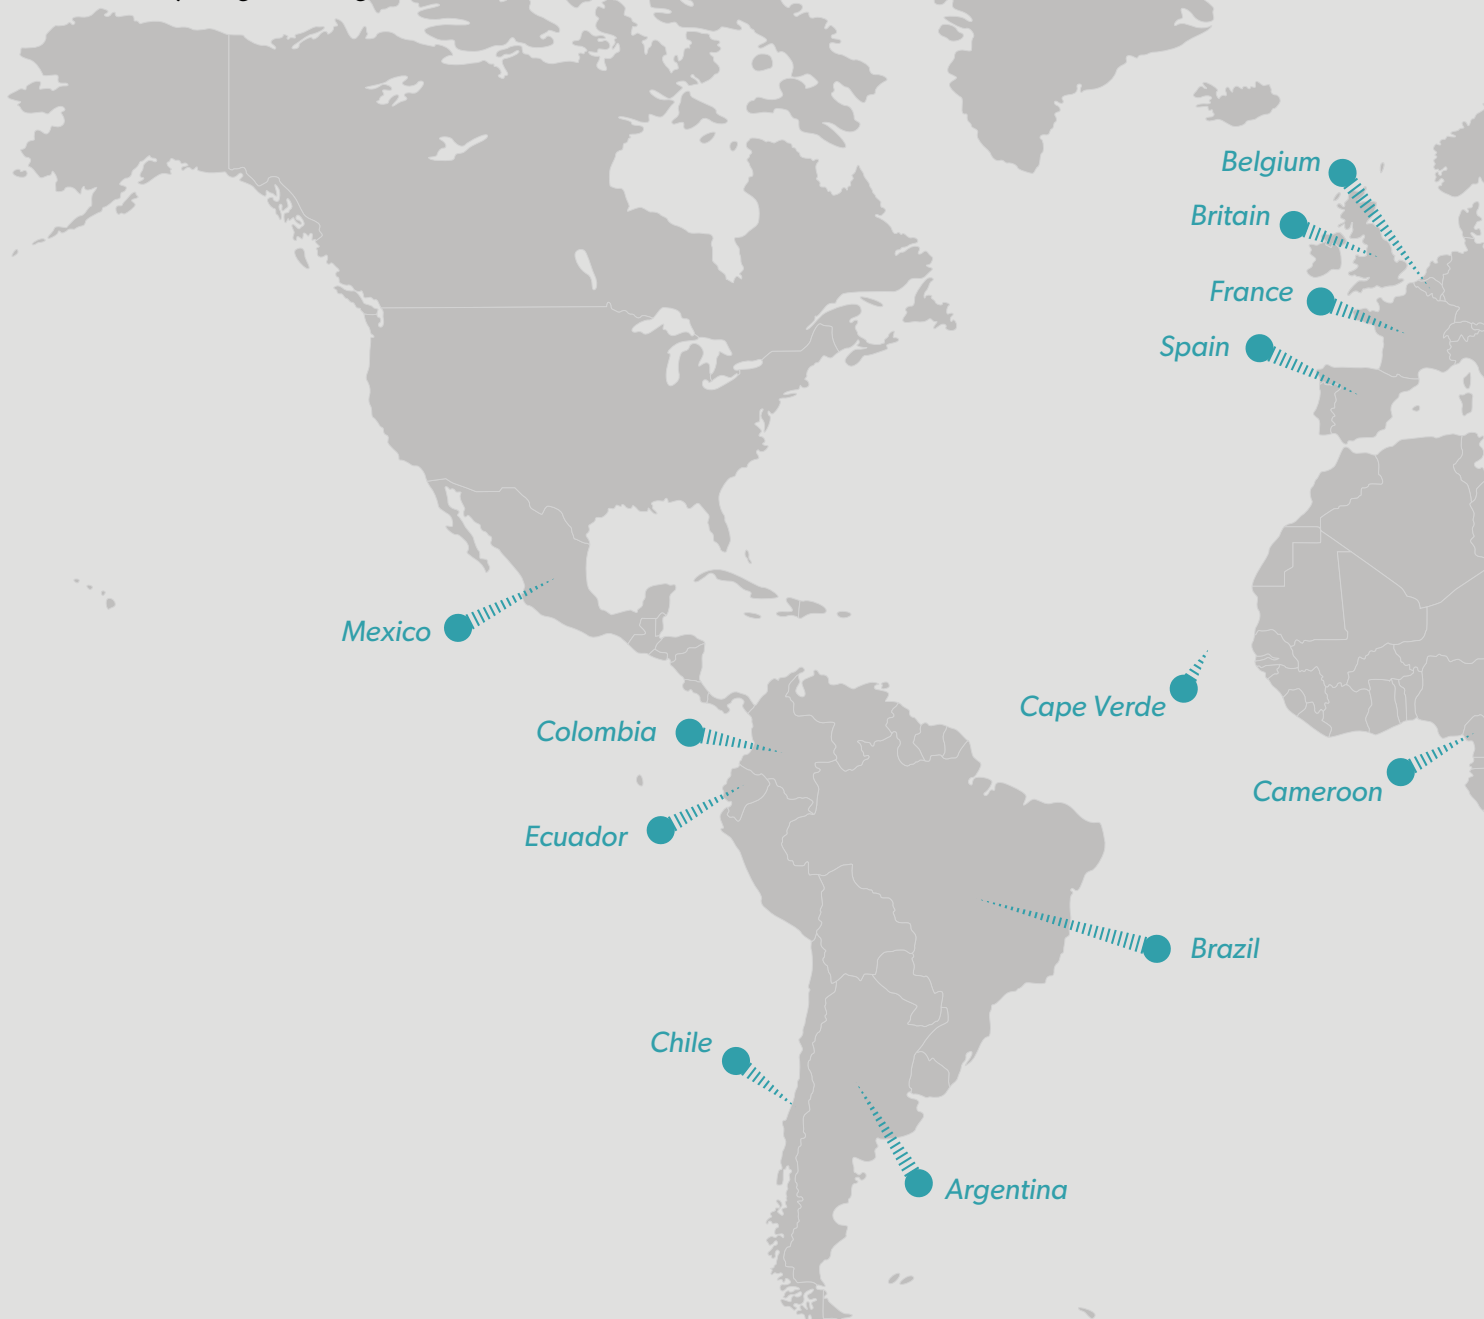 Belgium
Britain
France
Spain
Mexico
Cape Verde
Colombia
Cameroon
Ecuador
Brazil
Chile
Argentina